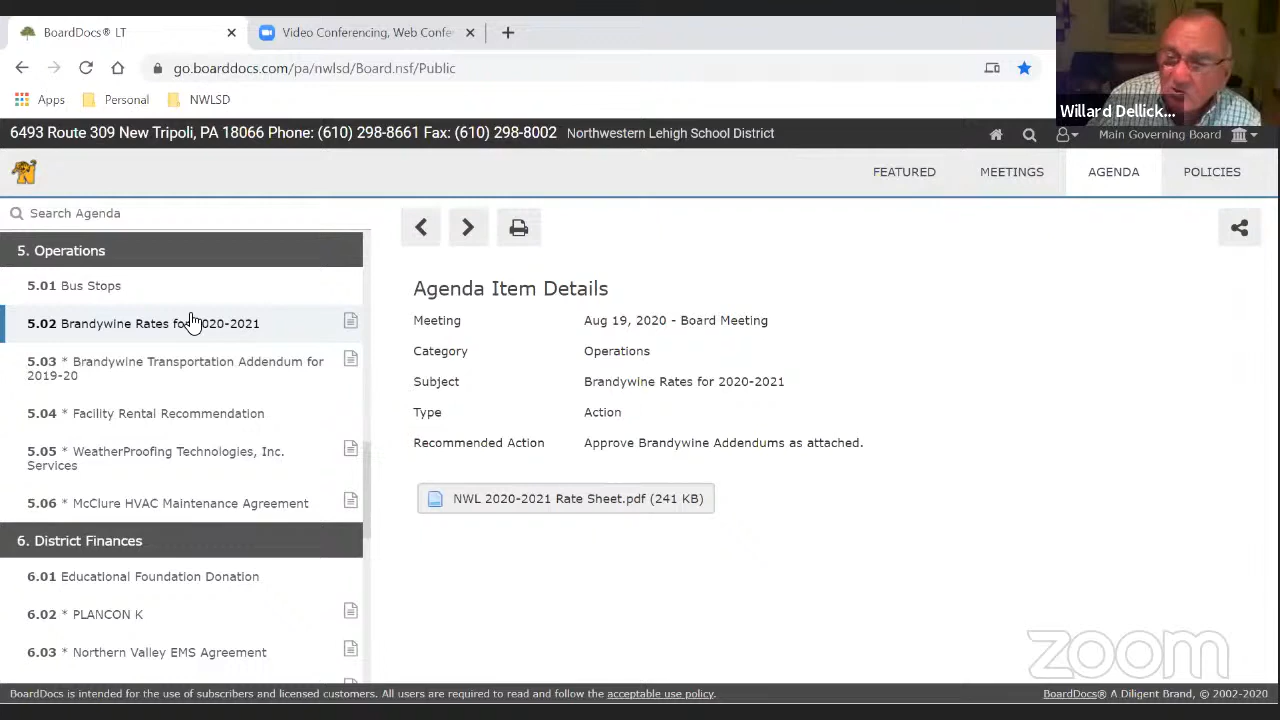 BoardDocs® LT
Video Conferencing, Web Confe
go.boarddocs.com/pa/nwlsd/Board.nsf/Public
Apps
Personal
NWLSD
Willard Dellick...
6493 Route 309 New Tripoli, PA 18066 Phone: (610) 298-8661 Fax: (610) 298-8002 Northwestern Lehigh School District
Main Governing Board
FEATURED
MEETINGS
AGENDA
POLICIES
Search Agenda
5. Operations
5.01 Bus Stops
5.02 Brandywine Rates for 2020-2021
5.03 * Brandywine Transportation Addendum for
2019-20
5.04 * Facility Rental Recommendation
5.05 * WeatherProofing Technologies, Inc.
Services
5.06 * McClure HVAC Maintenance Agreement
6. District Finances
6.01 Educational Foundation Donation
6.02 * PLANCON K
6.03 * Northern Valley EMS Agreement
Agenda Item Details
Meeting Aug 19, 2020 - Board Meeting
Category Operations
Subject Brandywine Rates for 2020-2021
Type Action
Recommended Action Approve Brandywine Addendums as attached.
NWL 2020-2021 Rate Sheet.pdf (241 KB)
zoom
BoardDocs is intended for the use of subscribers and licensed customers. All users are required to read and follow the acceptable use policy.
BoardDocs® A Diligent Brand, © 2002-2020